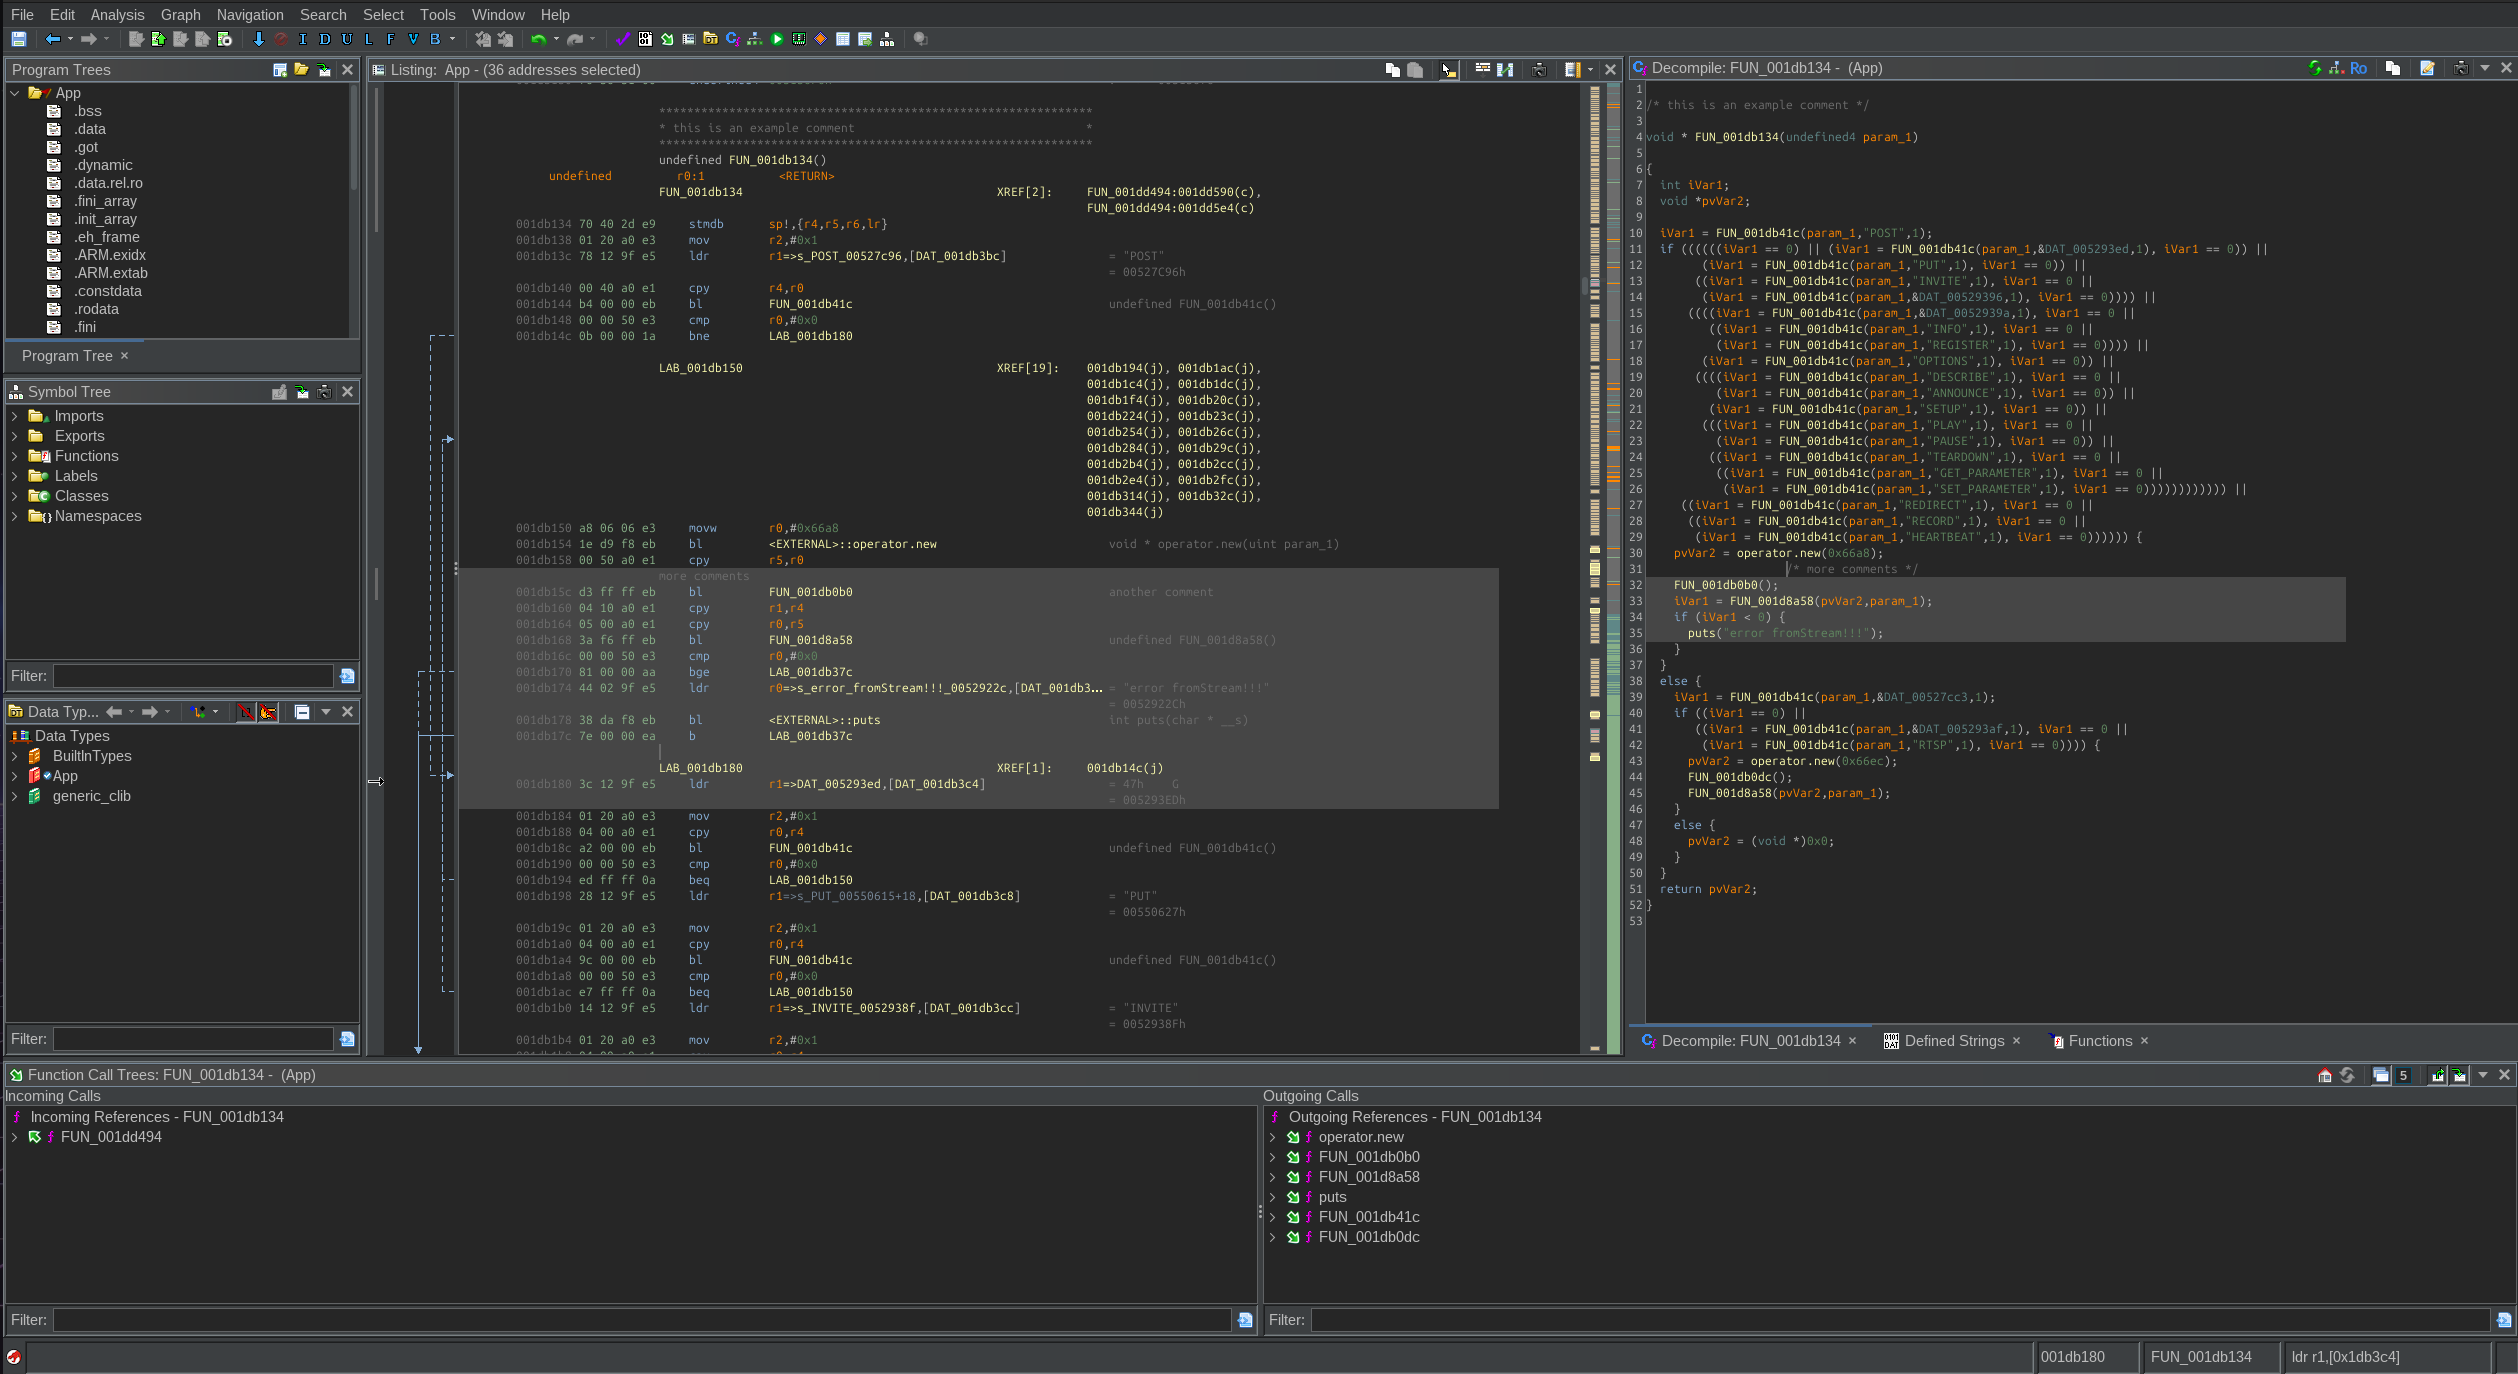 File Edit Analysis Graph Navigation Search Select Tools Window Help
I D U L F V B
Program Trees
App
.bss
.data
.got
.dynamic
.data.rel.ro
.fini_array
.init_array
.eh_frame
.ARM.exidx
.ARM.extab
.constdata
.rodata
.fini
Program Tree ×
Symbol Tree
Imports
Exports
Functions
Labels
Classes
Namespaces
Filter:
Data Typ...
Data Types
BuiltInTypes
App
generic_clib
Filter:
Listing: App - (36 addresses selected)
**************************************************************
* this is an example comment *
**************************************************************
undefined FUN_001db134()
undefined r0:1 <RETURN>
FUN_001db134 XREF[2]: FUN_001dd494:001dd590(c),
FUN_001dd494:001dd5e4(c)
001db134 70 40 2d e9 stmdb sp!,{r4,r5,r6,lr}
001db138 01 20 a0 e3 mov r2,#0x1
001db13c 78 12 9f e5 ldr r1=>s_POST_00527c96,[DAT_001db3bc] = "POST"
= 00527C96h
001db140 00 40 a0 e1 cpy r4,r0
001db144 b4 00 00 eb bl FUN_001db41c undefined FUN_001db41c()
001db148 00 00 50 e3 cmp r0,#0x0
001db14c 0b 00 00 1a bne LAB_001db180
LAB_001db150 XREF[19]: 001db194(j), 001db1ac(j),
001db1c4(j), 001db1dc(j),
001db1f4(j), 001db20c(j),
001db224(j), 001db23c(j),
001db254(j), 001db26c(j),
001db284(j), 001db29c(j),
001db2b4(j), 001db2cc(j),
001db2e4(j), 001db2fc(j),
001db314(j), 001db32c(j),
001db344(j)
001db150 a8 06 06 e3 movw r0,#0x66a8
001db154 1e d9 f8 eb bl <EXTERNAL>::operator.new void * operator.new(uint param_1)
001db158 00 50 a0 e1 cpy r5,r0
more comments
001db15c d3 ff ff eb bl FUN_001db0b0 another comment
001db160 04 10 a0 e1 cpy r1,r4
001db164 05 00 a0 e1 cpy r0,r5
001db168 3a f6 ff eb bl FUN_001d8a58 undefined FUN_001d8a58()
001db16c 00 00 50 e3 cmp r0,#0x0
001db170 81 00 00 aa bge LAB_001db37c
001db174 44 02 9f e5 ldr r0=>s_error_fromStream!!!_0052922c,[DAT_001db3... = "error fromStream!!!"
= 0052922Ch
001db178 38 da f8 eb bl <EXTERNAL>::puts int puts(char * __s)
001db17c 7e 00 00 ea b LAB_001db37c
LAB_001db180 XREF[1]: 001db14c(j)
001db180 3c 12 9f e5 ldr r1=>DAT_005293ed,[DAT_001db3c4] = 47h G
= 005293EDh
001db184 01 20 a0 e3 mov r2,#0x1
001db188 04 00 a0 e1 cpy r0,r4
001db18c a2 00 00 eb bl FUN_001db41c undefined FUN_001db41c()
001db190 00 00 50 e3 cmp r0,#0x0
001db194 ed ff ff 0a beq LAB_001db150
001db198 28 12 9f e5 ldr r1=>s_PUT_00550615+18,[DAT_001db3c8] = "PUT"
= 00550627h
001db19c 01 20 a0 e3 mov r2,#0x1
001db1a0 04 00 a0 e1 cpy r0,r4
001db1a4 9c 00 00 eb bl FUN_001db41c undefined FUN_001db41c()
001db1a8 00 00 50 e3 cmp r0,#0x0
001db1ac e7 ff ff 0a beq LAB_001db150
001db1b0 14 12 9f e5 ldr r1=>s_INVITE_0052938f,[DAT_001db3cc] = "INVITE"
= 0052938Fh
001db1b4 01 20 a0 e3 mov r2,#0x1
Decompile: FUN_001db134 - (App)
Ro
1
2 /* this is an example comment */
3
4 void * FUN_001db134(undefined4 param_1)
5
6 {
7 int iVar1;
8 void *pvVar2;
9
10 iVar1 = FUN_001db41c(param_1,"POST",1);
11 if ((((((iVar1 == 0) || (iVar1 = FUN_001db41c(param_1,&DAT_005293ed,1), iVar1 == 0)) ||
12 (iVar1 = FUN_001db41c(param_1,"PUT",1), iVar1 == 0)) ||
13 ((iVar1 = FUN_001db41c(param_1,"INVITE",1), iVar1 == 0 ||
14 (iVar1 = FUN_001db41c(param_1,&DAT_00529396,1), iVar1 == 0)))) ||
15 ((((iVar1 = FUN_001db41c(param_1,&DAT_0052939a,1), iVar1 == 0 ||
16 ((iVar1 = FUN_001db41c(param_1,"INFO",1), iVar1 == 0 ||
17 (iVar1 = FUN_001db41c(param_1,"REGISTER",1), iVar1 == 0)))) ||
18 (iVar1 = FUN_001db41c(param_1,"OPTIONS",1), iVar1 == 0)) ||
19 ((((iVar1 = FUN_001db41c(param_1,"DESCRIBE",1), iVar1 == 0 ||
20 (iVar1 = FUN_001db41c(param_1,"ANNOUNCE",1), iVar1 == 0 ||
21 (iVar1 = FUN_001db41c(param_1,"SETUP",1), iVar1 == 0)) ||
22 (((iVar1 = FUN_001db41c(param_1,"PLAY",1), iVar1 == 0 ||
23 (iVar1 = FUN_001db41c(param_1,"PAUSE",1), iVar1 == 0)) ||
24 ((iVar1 = FUN_001db41c(param_1,"TEARDOWN",1), iVar1 == 0 ||
25 ((iVar1 = FUN_001db41c(param_1,"GET_PARAMETER",1), iVar1 == 0 ||
26 (iVar1 = FUN_001db41c(param_1,"SET_PARAMETER",1), iVar1 == 0)))))))))))) ||
27 ((iVar1 = FUN_001db41c(param_1,"REDIRECT",1), iVar1 == 0 ||
28 ((iVar1 = FUN_001db41c(param_1,"RECORD",1), iVar1 == 0 ||
29 (iVar1 = FUN_001db41c(param_1,"HEARTBEAT",1), iVar1 == 0)))))) {
30 pvVar2 = operator.new(0x66a8);
31 /* more comments */
32 FUN_001db0b0();
33 iVar1 = FUN_001d8a58(pvVar2,param_1);
34 if (iVar1 < 0) {
35 puts("error fromStream!!!");
36 }
37 }
38 else {
39 iVar1 = FUN_001db41c(param_1,&DAT_00527cc3,1);
40 if ((iVar1 == 0) ||
41 ((iVar1 = FUN_001db41c(param_1,&DAT_005293af,1), iVar1 == 0 ||
42 (iVar1 = FUN_001db41c(param_1,"RTSP",1), iVar1 == 0)))) {
43 pvVar2 = operator.new(0x66ec);
44 FUN_001db0dc();
45 FUN_001d8a58(pvVar2,param_1);
46 }
47 else {
48 pvVar2 = (void *)0x0;
49 }
50 }
51 return pvVar2;
52 }
53
Decompile: FUN_001db134 × Defined Strings × Functions ×
Function Call Trees: FUN_001db134 - (App)
5
Incoming Calls
Incoming References - FUN_001db134
FUN_001dd494
Filter:
Outgoing Calls
Outgoing References - FUN_001db134
operator.new
FUN_001db0b0
FUN_001d8a58
puts
FUN_001db41c
FUN_001db0dc
Filter:
001db180 FUN_001db134 ldr r1,[0x1db3c4]